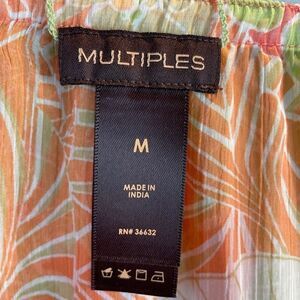 MULTIPLES
M
MADE IN
INDIA
RN# 36632